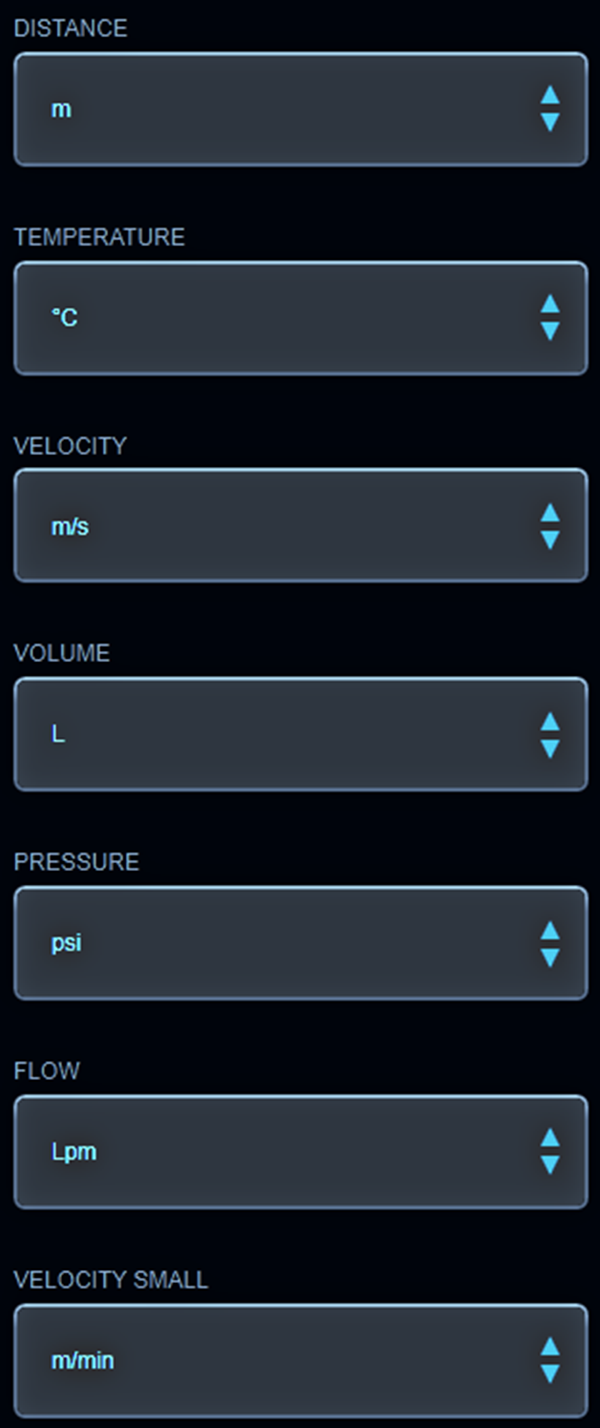 DISTANCE
m
TEMPERATURE
°C
VELOCITY
m/s
VOLUME
L
PRESSURE
psi
FLOW
Lpm
VELOCITY SMALL
m/min